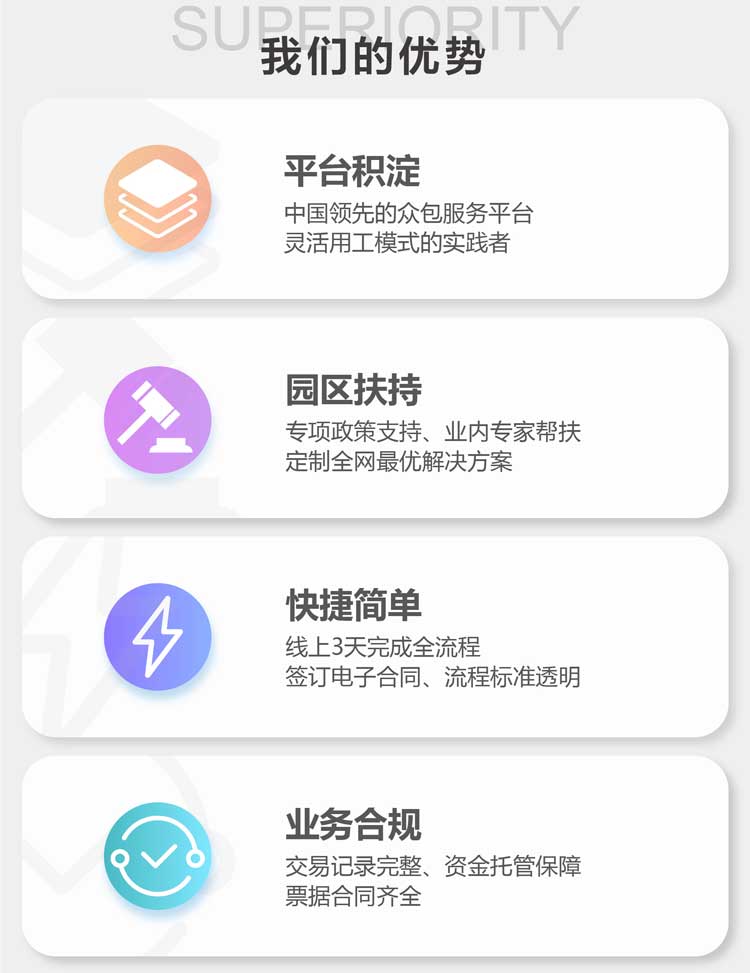 SUPERIORITY
我们的优势
平台积淀
中国领先的众包服务平台
灵活用工模式的实践者
园区扶持
专项政策支持、业内专家帮扶
定制全网最优解决方案
快捷简单
线上3天完成全流程
签订电子合同、流程标准透明
业务合规
交易记录完整、资金托管保障
票据合同齐全